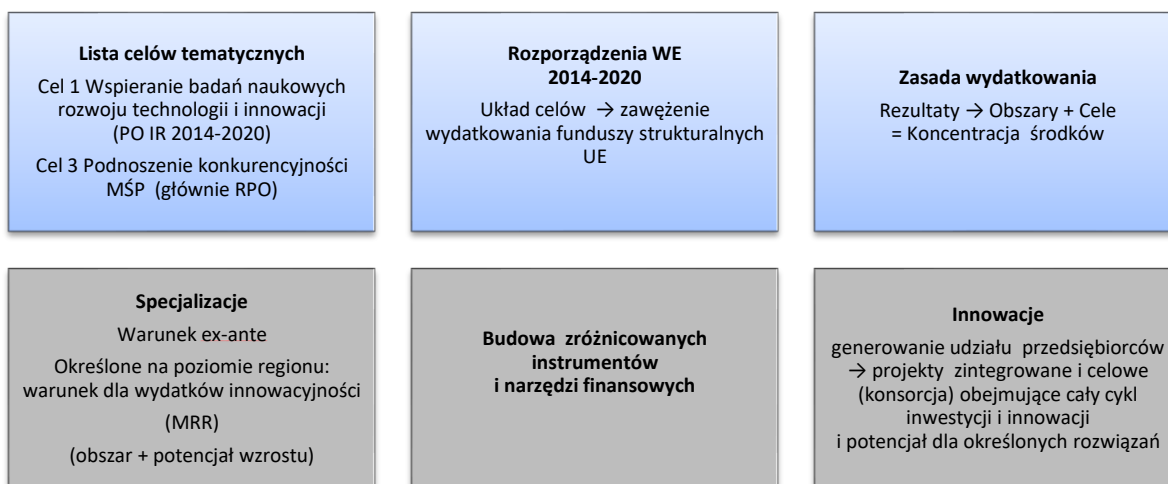 Lista celów tematycznych
Cel 1 Wspieranie badań naukowych
rozwoju technologii i innowacji
(PO IR 2014-2020)
Cel 3 Podnoszenie konkurencyjności
MŚP (głównie RPO)
Rozporządzenia WE
2014-2020
Układ celów → zawężenie
wydatkowania funduszy strukturalnych
UE
Zasada wydatkowania
Rezultaty → Obszary + Cele
= Koncentracja środków
Specjalizacje
Warunek ex-ante
Określone na poziomie regionu:
warunek dla wydatków innowacyjności
(MRR)
(obszar + potencjał wzrostu)
Budowa zróżnicowanych
instrumentów
i narzędzi finansowych
Innowacje
generowanie udziału przedsiębiorców
→ projekty zintegrowane i celowe
(konsorcja) obejmujące cały cykl
inwestycji i innowacji
i potencjał dla określonych rozwiązań